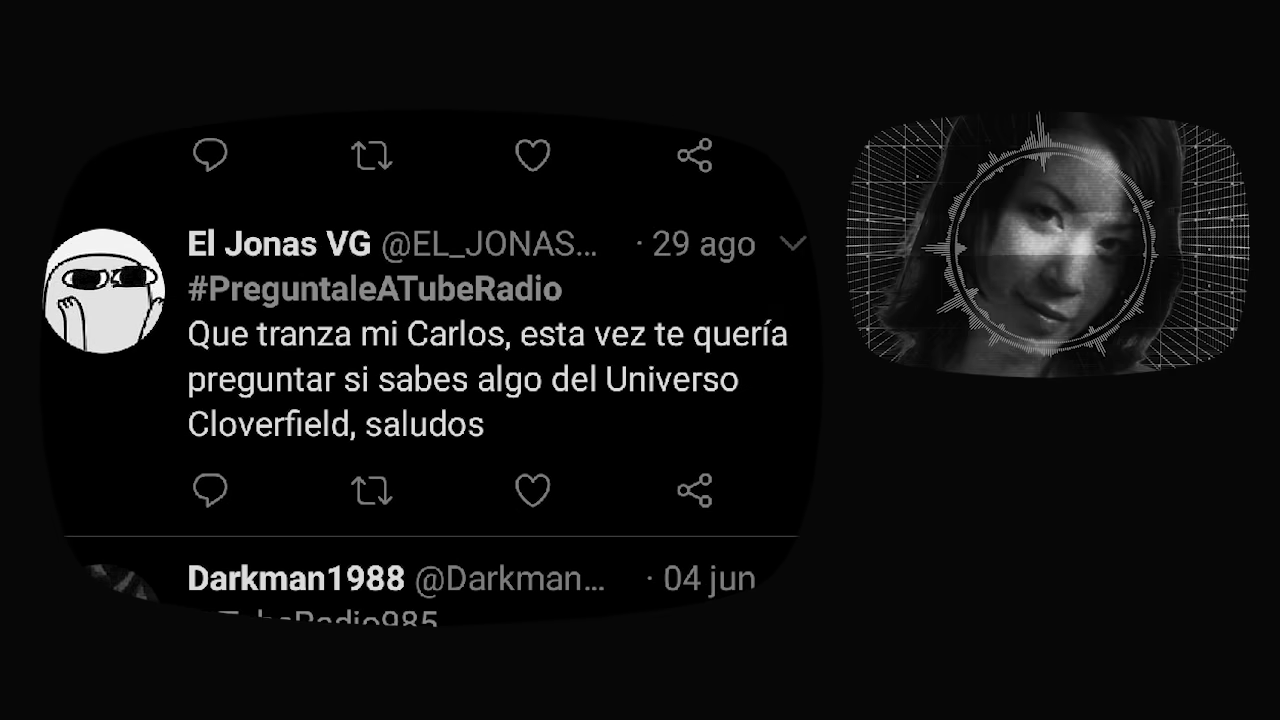 El Jonas VG @EL_JONAS... · 29 ago
#PreguntaleATubeRadio
Que tranza mi Carlos, esta vez te quería
preguntar si sabes algo del Universo
Cloverfield, saludos
Darkman1988 @Darkman... · 04 jun
TubeRadio985